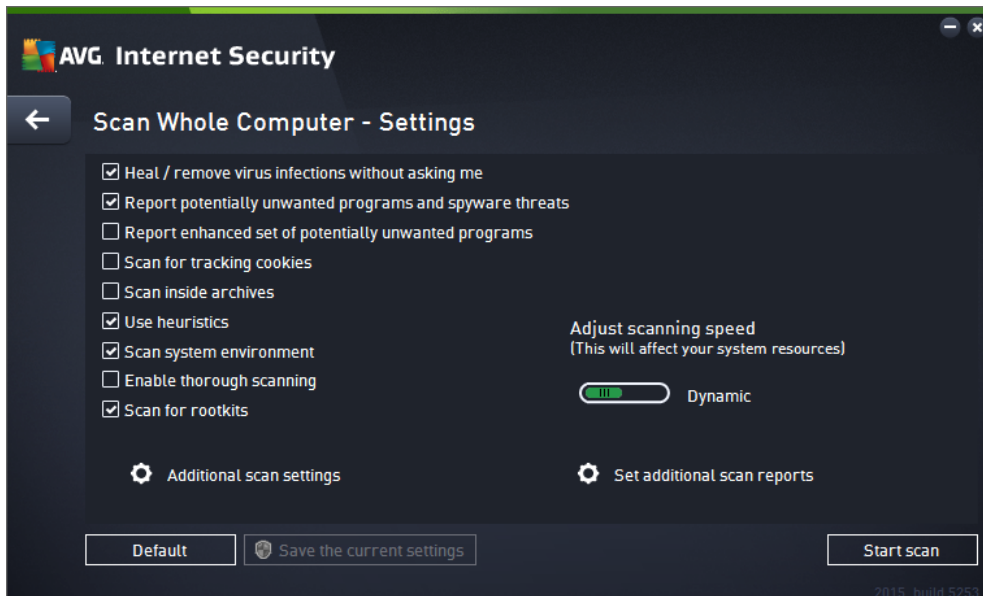 AVG. Internet Security
Scan Whole Computer - Settings
Heal / remove virus infections without asking me
Report potentially unwanted programs and spyware threats
Report enhanced set of potentially unwanted programs
Scan for tracking cookies
Scan inside archives
Use heuristics
Scan system environment
Enable thorough scanning
Scan for rootkits
Adjust scanning speed
(This will affect your system resources)
Dynamic
Additional scan settings
Set additional scan reports
Default
Save the current settings
Start scan
2015, build 5253